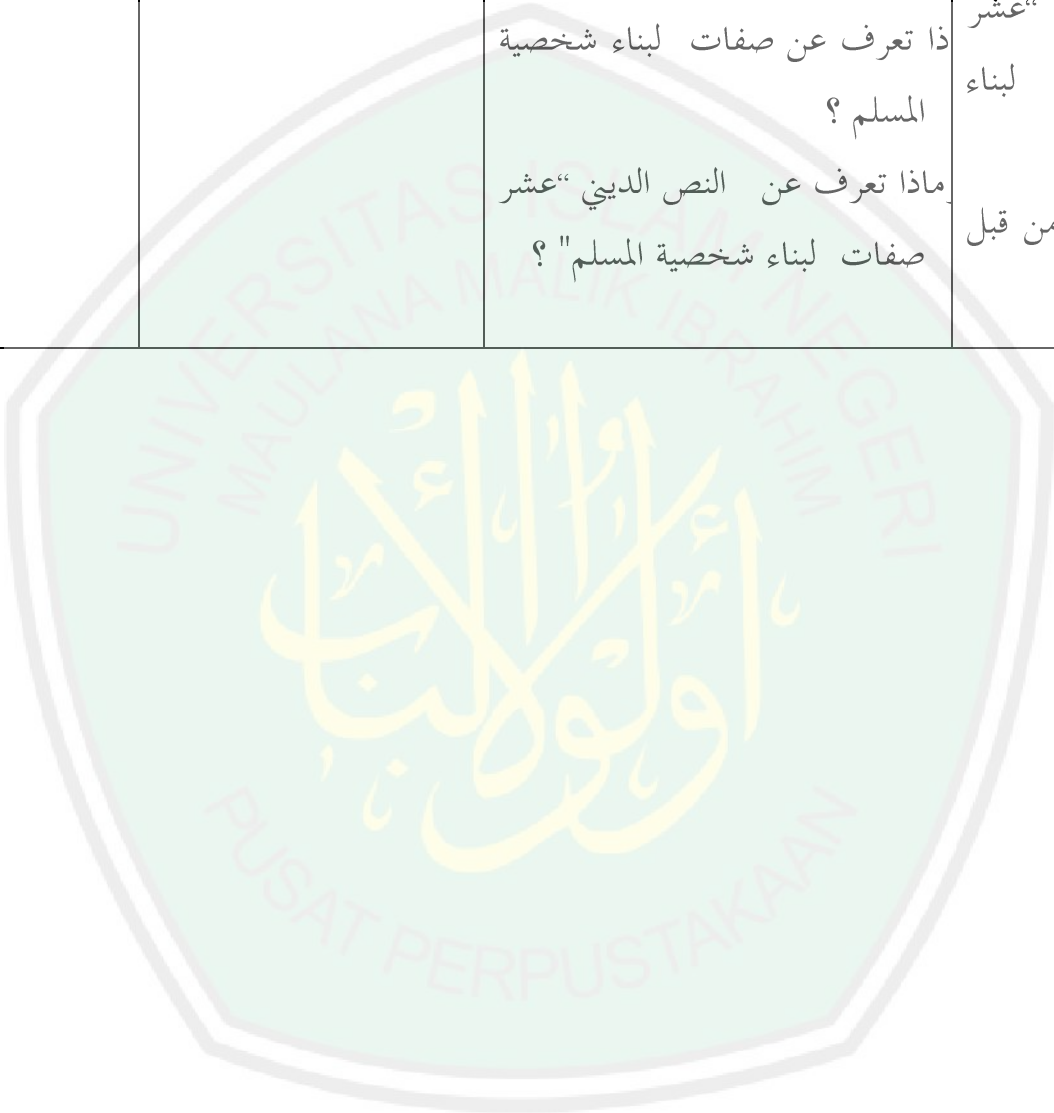 “عشر
لبناء
من قبل
ذا تعرف عن صفات لبناء شخصية
المسلم ؟
ماذا تعرف عن النص الديني “عشر
صفات لبناء شخصية المسلم" ؟
UNIVERSITAS ISLAM NEGERI
MAULANA MALIK IBRAHIM
PUSAT PERPUSTAKAAN